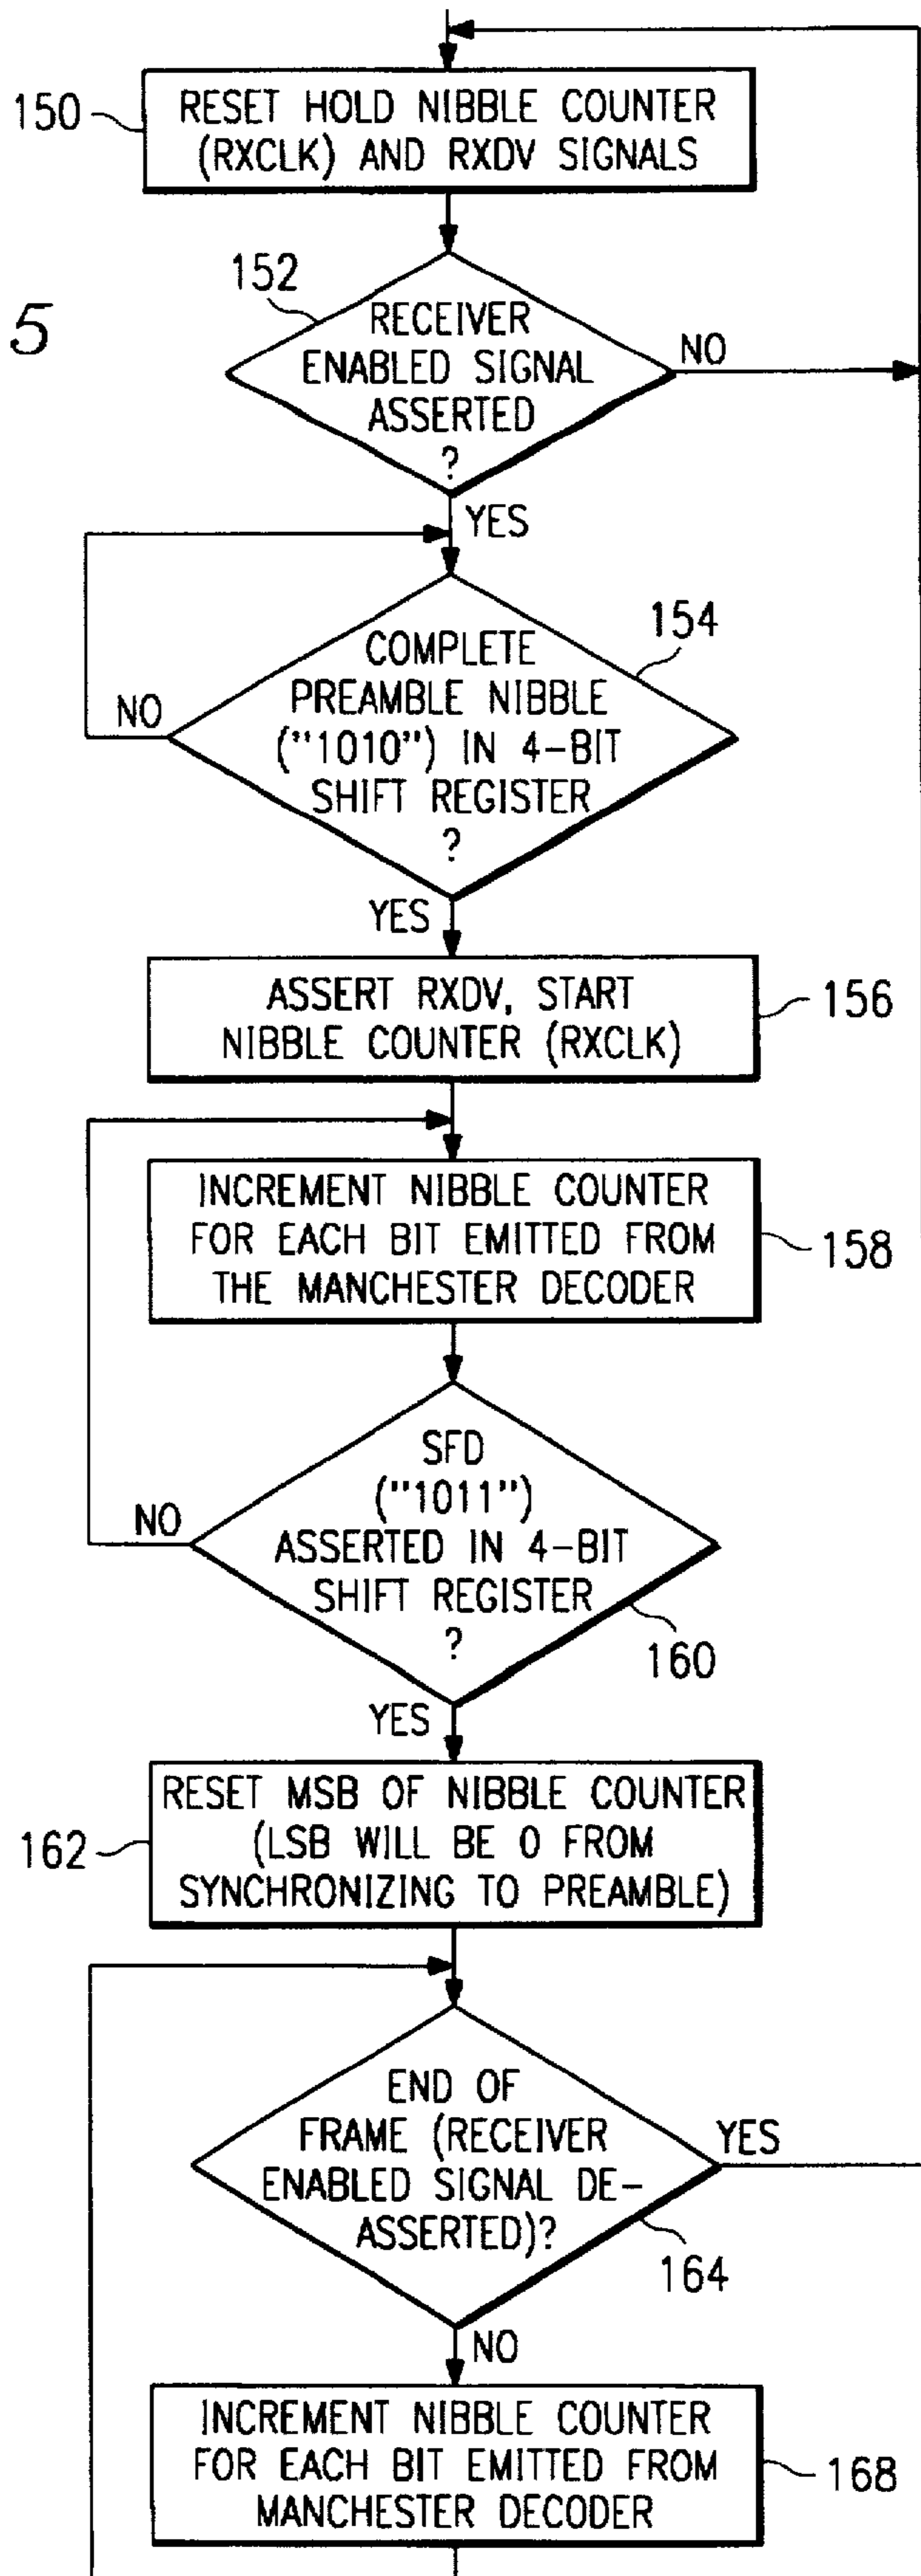 150
RESET HOLD NIBBLE COUNTER
(RXCLK) AND RXDV SIGNALS
5
152
RECEIVER
ENABLED SIGNAL
ASSERTED
?
NO
YES
154
COMPLETE
PREAMBLE NIBBLE
("1010") IN 4-BIT
SHIFT REGISTER
?
NO
YES
ASSERT RXDV, START
NIBBLE COUNTER (RXCLK)
156
INCREMENT NIBBLE COUNTER
FOR EACH BIT EMITTED FROM
THE MANCHESTER DECODER
158
SFD
("1011")
ASSERTED IN 4-BIT
SHIFT REGISTER
?
NO
160
YES
RESET MSB OF NIBBLE COUNTER
(LSB WILL BE 0 FROM
SYNCHRONIZING TO PREAMBLE)
162
END OF
FRAME (RECEIVER
ENABLED SIGNAL DE-
ASSERTED)?
YES
164
NO
INCREMENT NIBBLE COUNTER
FOR EACH BIT EMITTED FROM
MANCHESTER DECODER
168